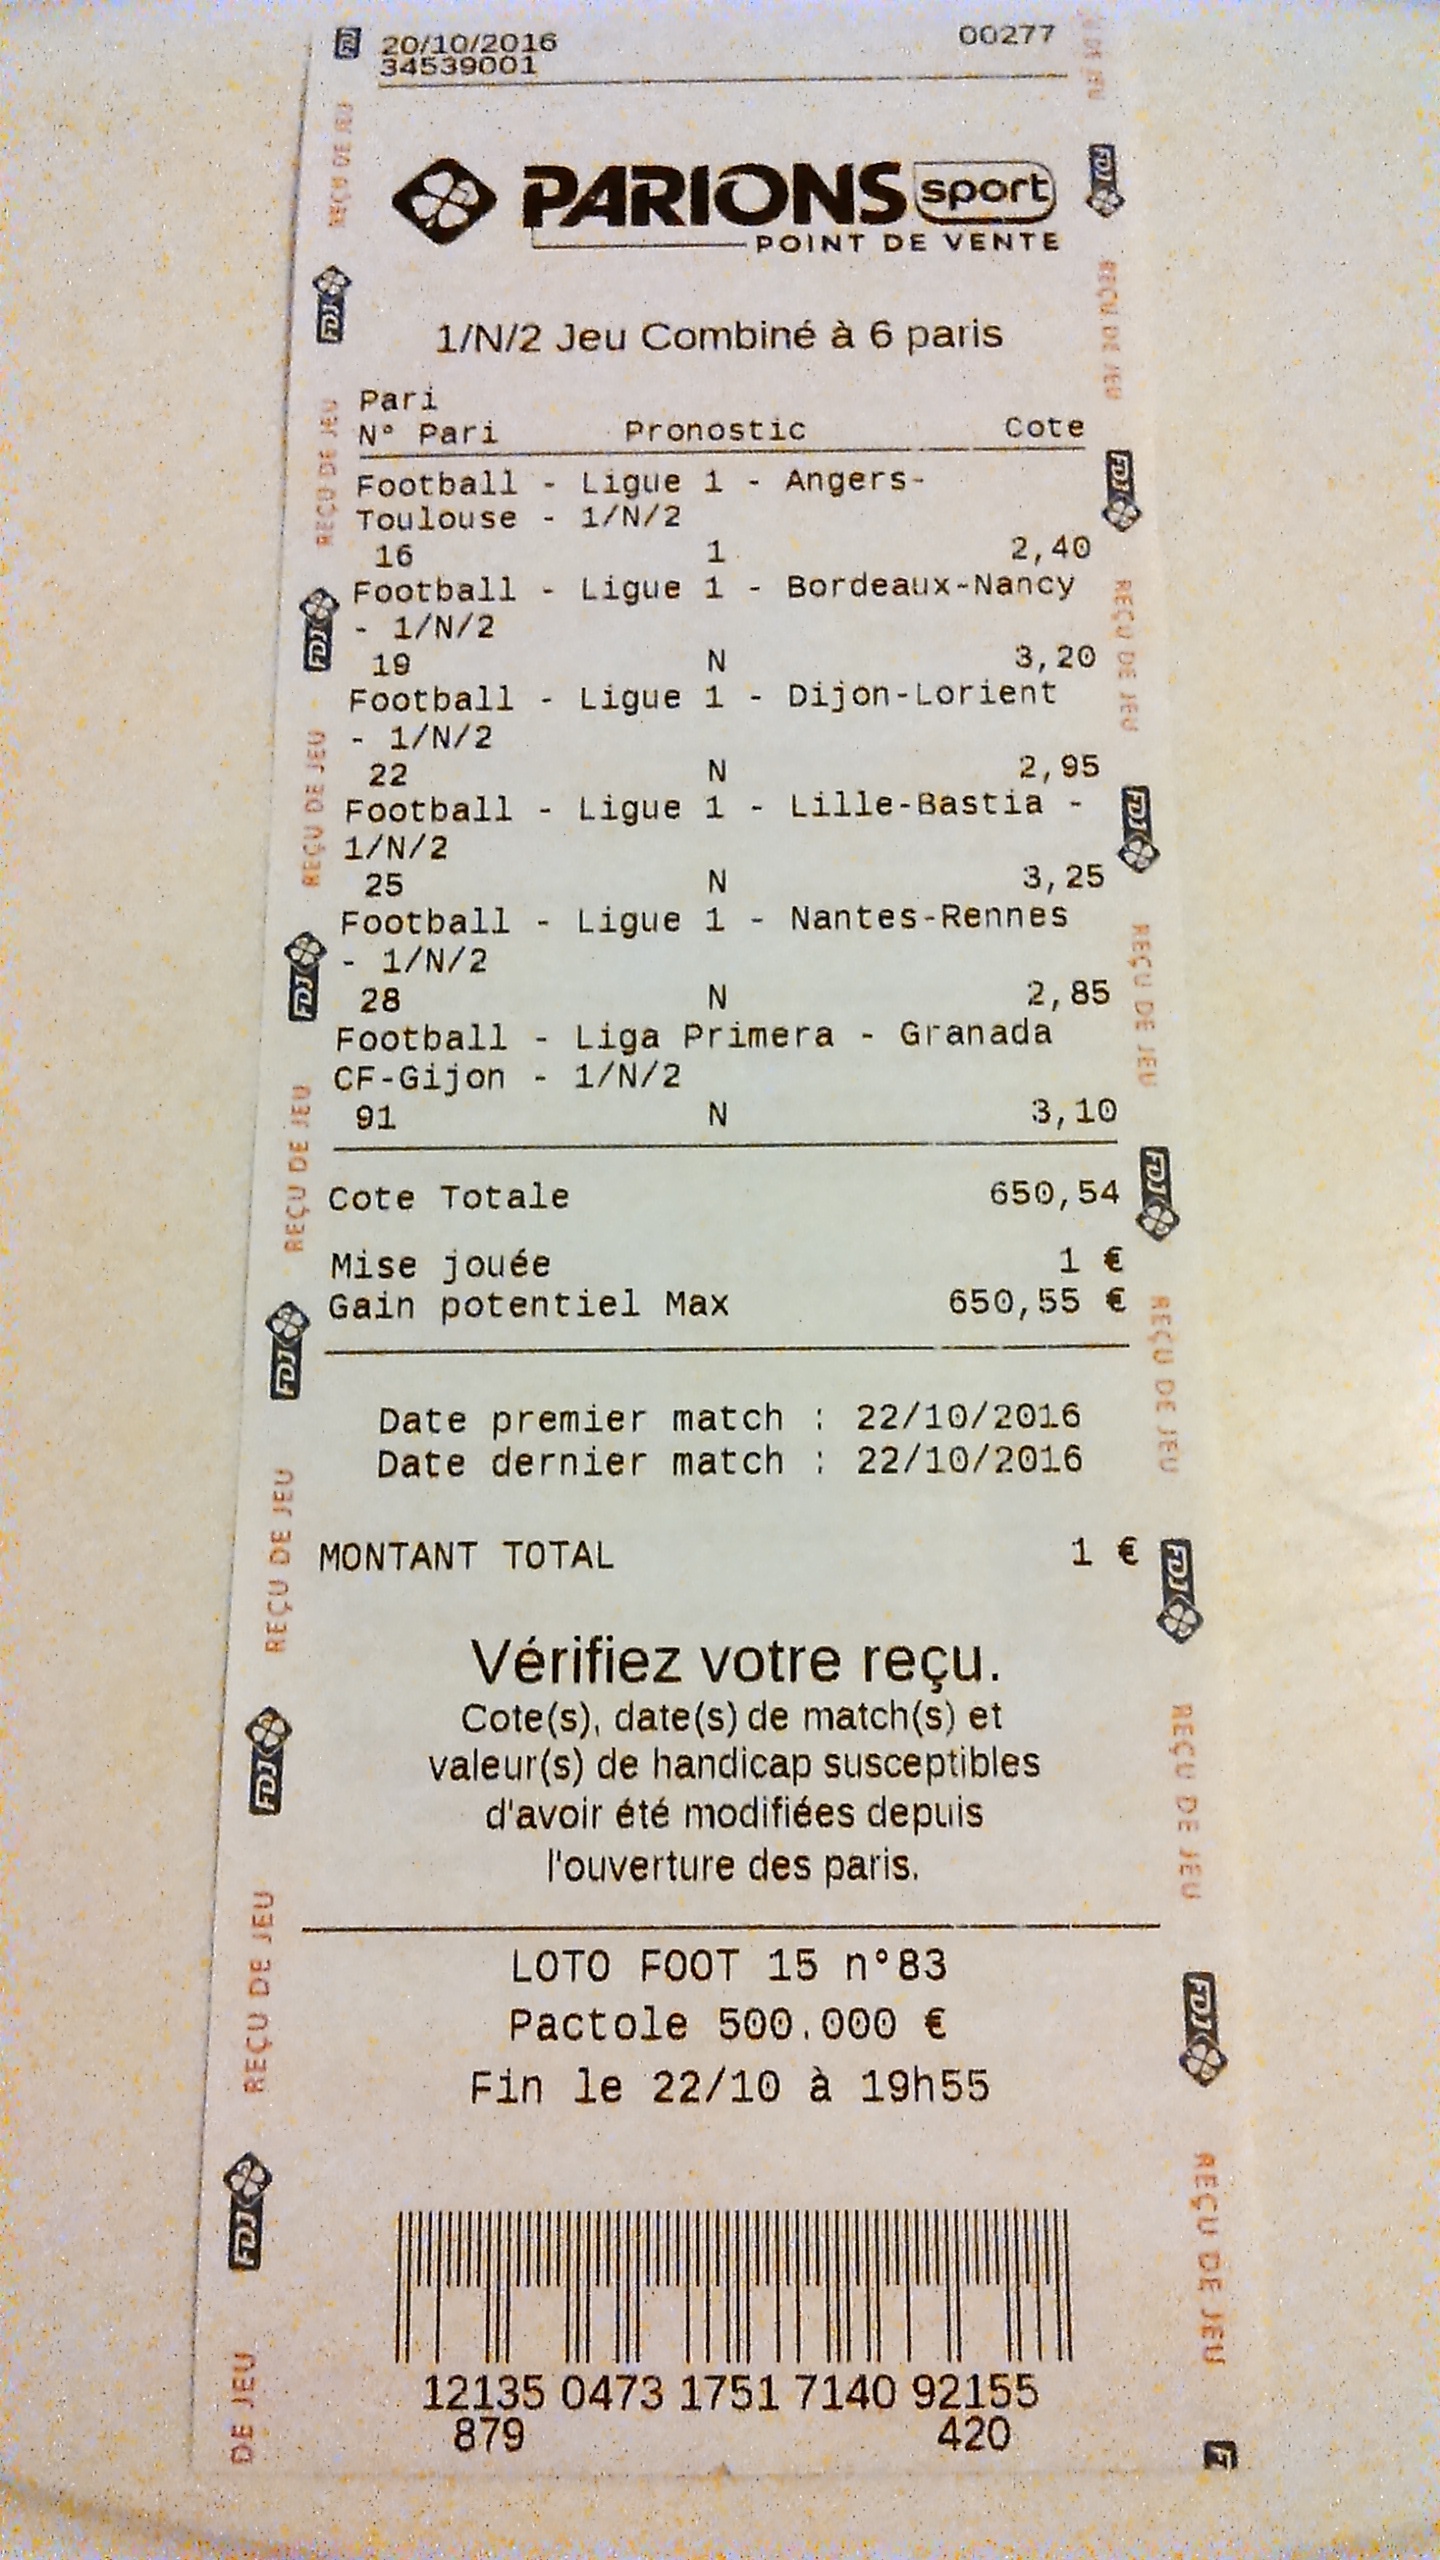 20/10/2016 00277
34539001
PARIONS sport
POINT DE VENTE
1/N/2 Jeu Combiné à 6 paris
Pari
N° Pari Pronostic Cote
Football - Ligue 1 - Angers-
Toulouse - 1/N/2
16 1 2,40
Football - Ligue 1 - Bordeaux-Nancy
- 1/N/2
19 N 3,20
Football - Ligue 1 - Dijon-Lorient
- 1/N/2
22 N 2,95
Football - Ligue 1 - Lille-Bastia -
1/N/2
25 N 3,25
Football - Ligue 1 - Nantes-Rennes
- 1/N/2
28 N 2,85
Football - Liga Primera - Granada
CF-Gijon - 1/N/2
91 N 3,10
Cote Totale 650,54
Mise jouée 1 €
Gain potentiel Max 650,55 €
Date premier match : 22/10/2016
Date dernier match : 22/10/2016
MONTANT TOTAL 1 €
Vérifiez votre reçu.
Cote(s), date(s) de match(s) et
valeur(s) de handicap susceptibles
d'avoir été modifiées depuis
l'ouverture des paris.
LOTO FOOT 15 n°83
Pactole 500.000 €
Fin le 22/10 à 19h55
12135 0473 1751 7140 92155
879 420
REÇU DE JEU
FDJ
REÇU DE JEU
FDJ
REÇU DE JEU
FDJ
REÇU DE JEU
FDJ
REÇU DE JEU
FDJ
REÇU DE JEU
FDJ
DE JEU
DE JEU
FDJ
REÇU DE JEU
FDJ
REÇU DE JEU
FDJ
REÇU DE JEU
FDJ
REÇU DE JEU
FDJ
REÇU DE JEU
FDJ
REÇU DE JEU